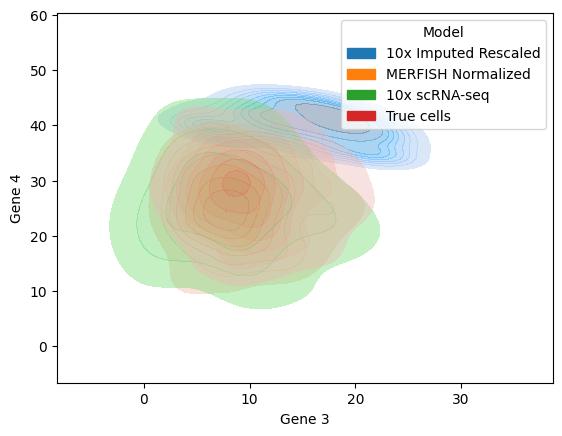 Model
10x Imputed Rescaled
MERFISH Normalized
10x scRNA-seq
True cells
60
50
40
30
20
10
0
Gene 4
0 10 20 30
Gene 3